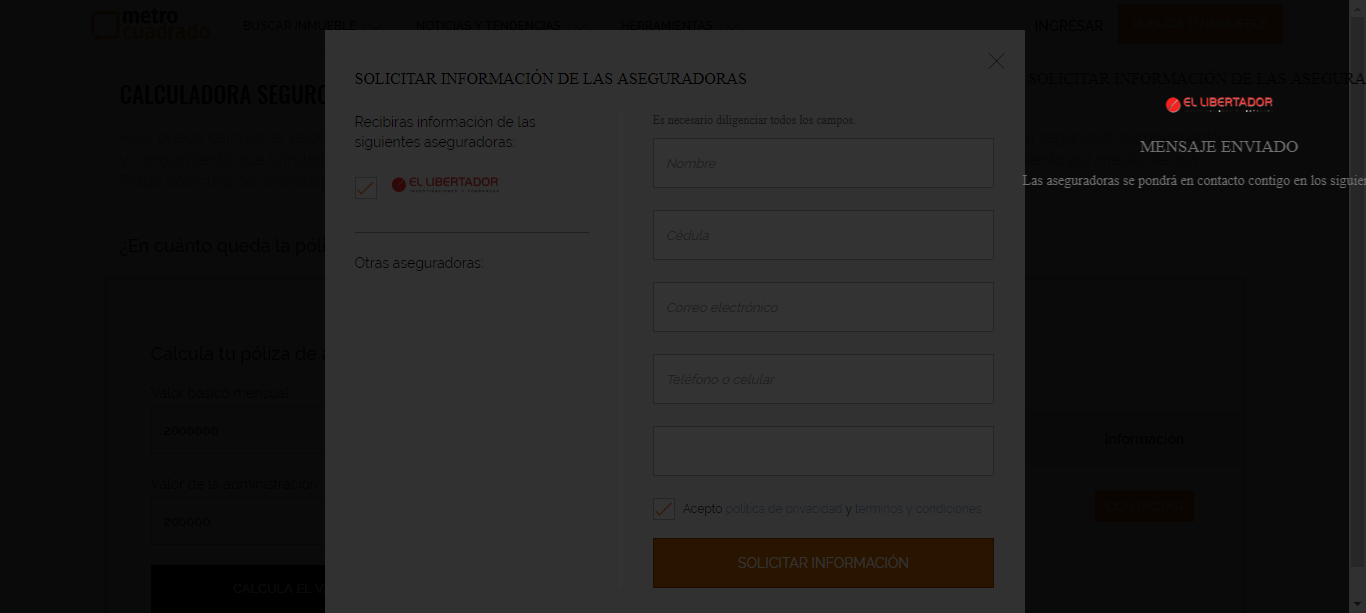 metro
cuadrado
BUSCAR INMUEBLE
NOTICIAS Y TENDENCIAS
HERRAMIENTAS
INGRESAR
CALCULADORA SEGURO
SOLICITAR INFORMACIÓN DE LAS ASEGURADORAS
SOLICITAR INFORMACIÓN DE LAS ASEGURA
EL LIBERTADOR
MENSAJE ENVIADO
Las aseguradoras se pondrá en contacto contigo en los siguien
Recibiras información de las
siguientes aseguradoras:
EL LIBERTADOR
INVESTIGACIONES Y COBRANZAS
Otras aseguradoras:
Es necesario diligenciar todos los campos.
Nombre
Cédula
Correo electrónico
Teléfono o celular
Acepto política de privacidad y terminos y condiciones
SOLICITAR INFORMACIÓN
¿En cuánto queda la póli
Calcula tu póliza de a
Valor básico mensual
2000000
Valor de la administración
200000
CALCULA EL V
Información
CONTACTAR